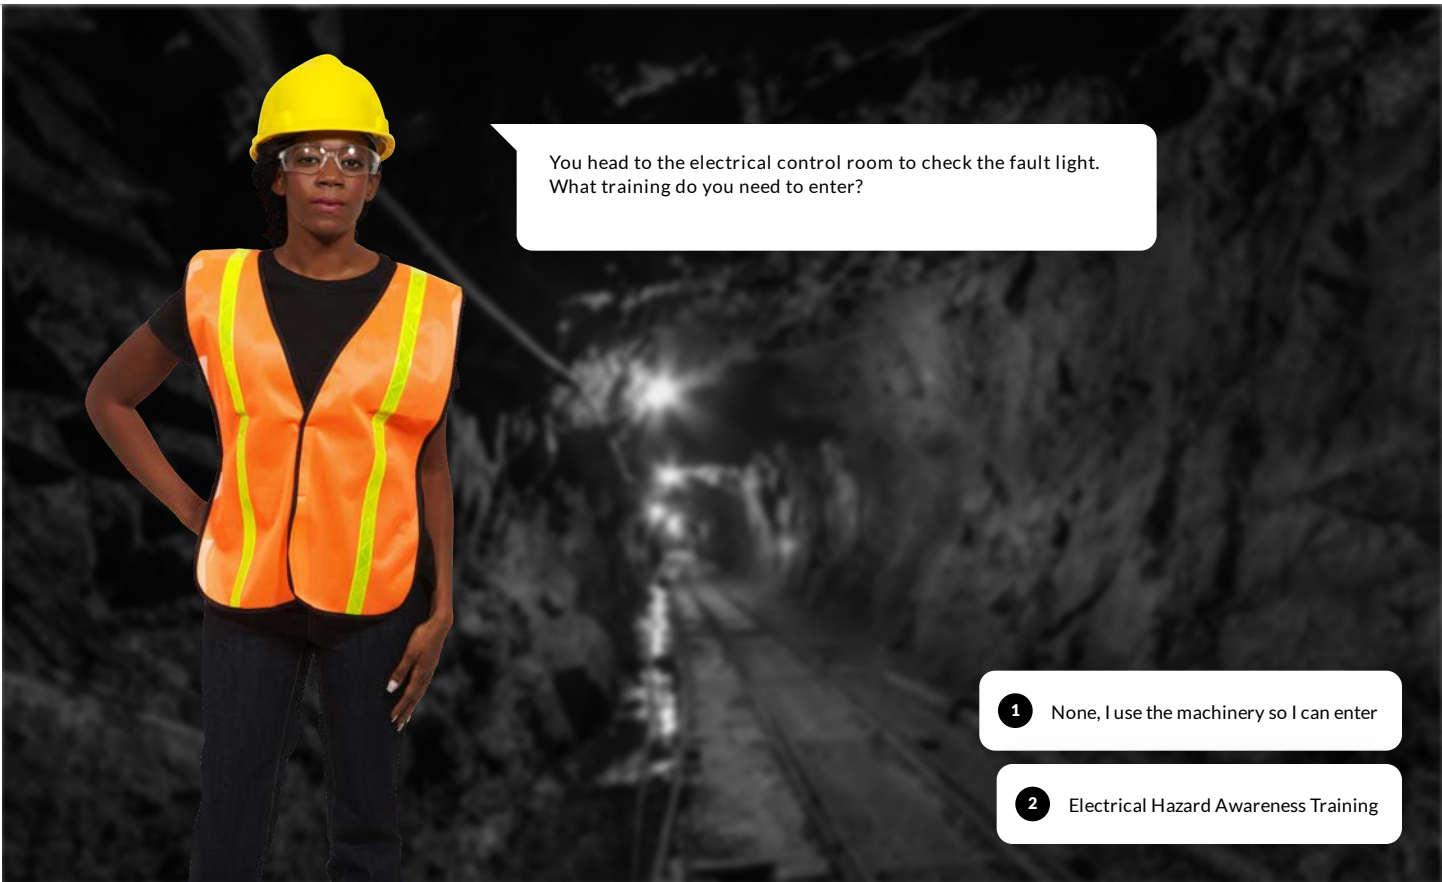 You head to the electrical control room to check the fault light.
What training do you need to enter?
1 None, I use the machinery so I can enter
2 Electrical Hazard Awareness Training